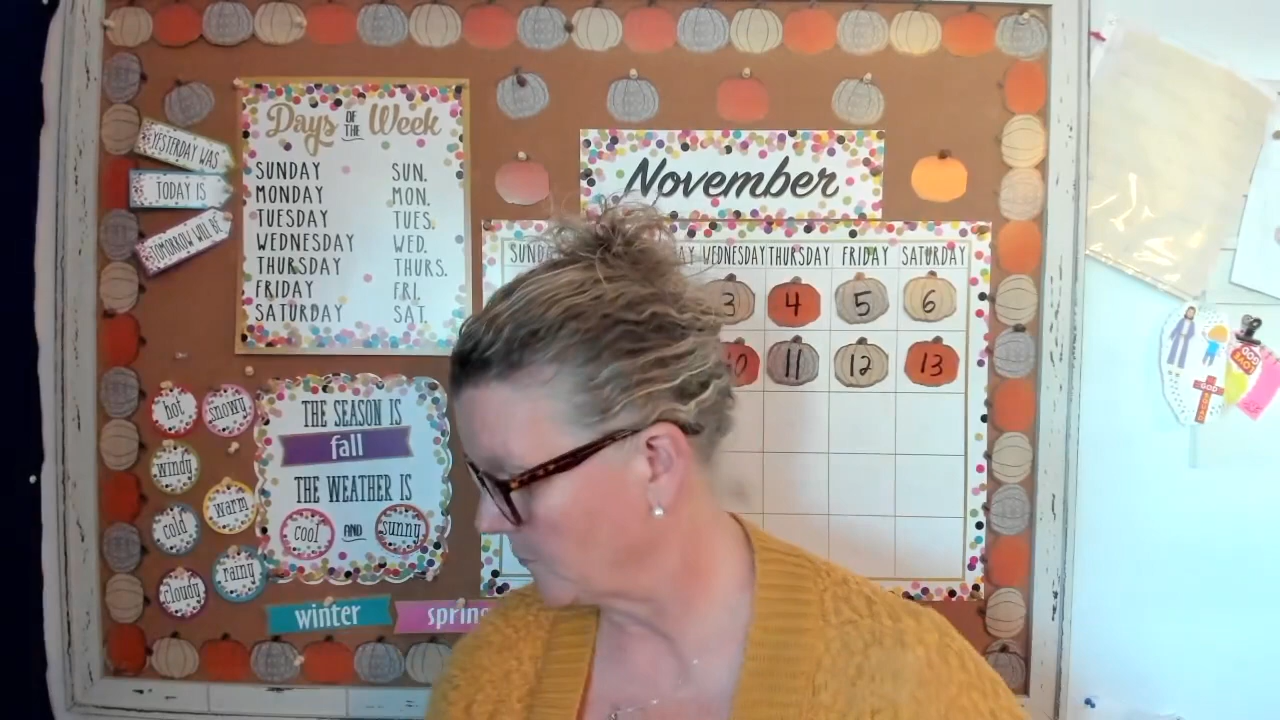 Days OF THE Week
SUNDAY SUN.
MONDAY MON.
TUESDAY TUES.
WEDNESDAY WED.
THURSDAY THURS.
FRIDAY FRI.
SATURDAY SAT.
YESTERDAY WAS
TODAY IS
TOMORROW WILL BE
November
WEDNESDAY THURSDAY FRIDAY SATURDAY
3 4 5 6
11 12 13
THE SEASON IS
fall
THE WEATHER IS
cool AND sunny
hot
snowy
windy
warm
cold
rainy
cloudy
winter
GOD